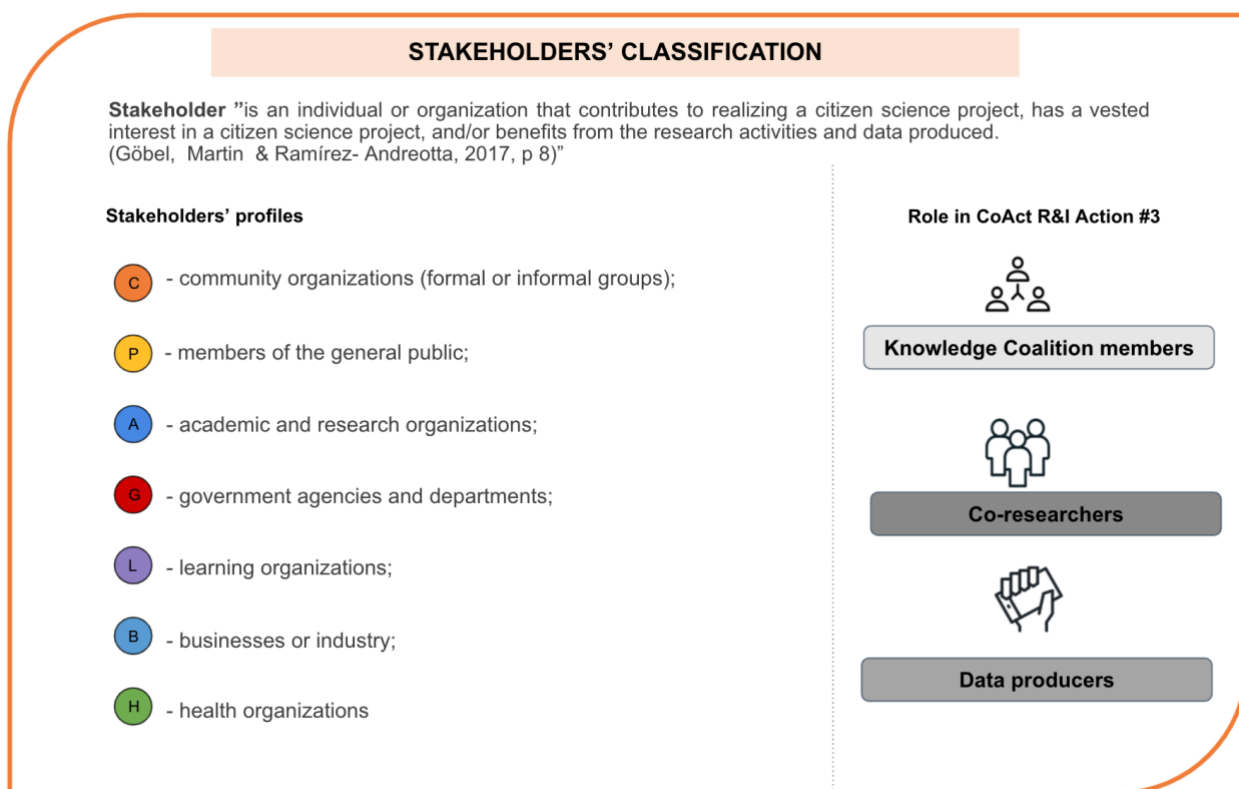 STAKEHOLDERS’ CLASSIFICATION
Stakeholder ”is an individual or organization that contributes to realizing a citizen science project, has a vested
interest in a citizen science project, and/or benefits from the research activities and data produced.
(Göbel, Martin & Ramírez- Andreotta, 2017, p 8)”
Stakeholders’ profiles
C - community organizations (formal or informal groups);
P - members of the general public;
A - academic and research organizations;
G - government agencies and departments;
L - learning organizations;
B - businesses or industry;
H - health organizations
Role in CoAct R&I Action #3
Knowledge Coalition members
Co-researchers
Data producers